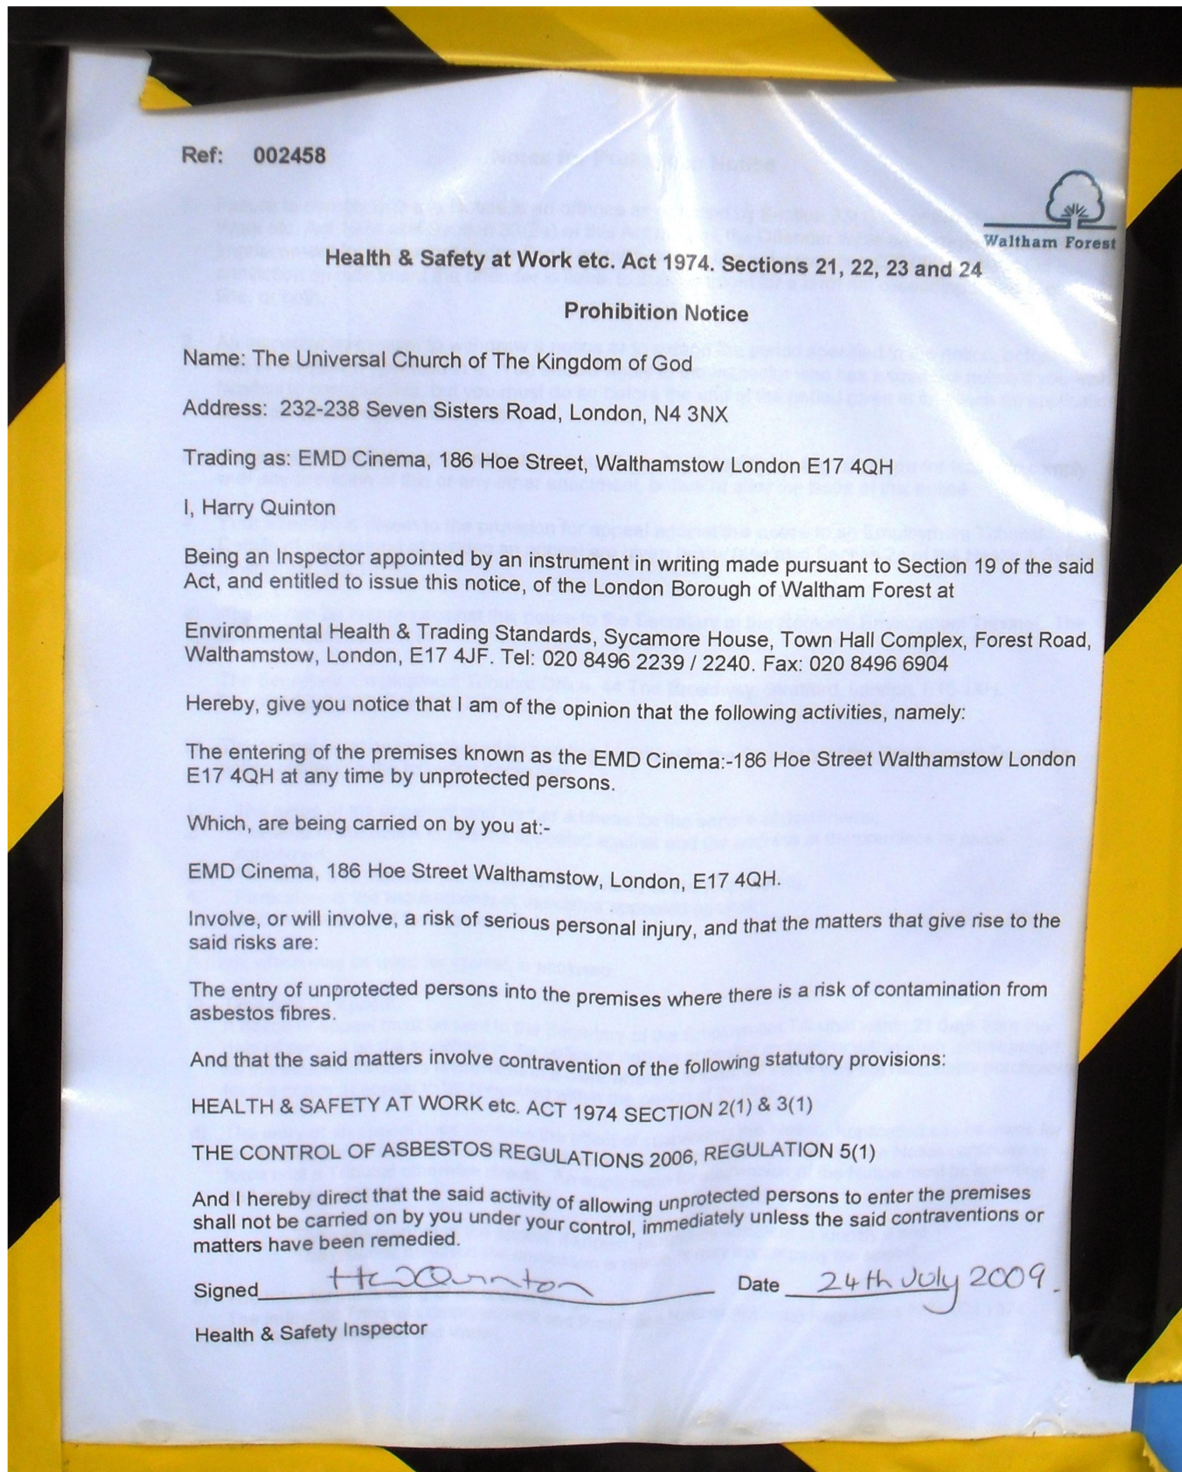 Ref: 002458
Waltham Forest
Health & Safety at Work etc. Act 1974. Sections 21, 22, 23 and 24
Prohibition Notice
Name: The Universal Church of The Kingdom of God
Address: 232-238 Seven Sisters Road, London, N4 3NX
Trading as: EMD Cinema, 186 Hoe Street, Walthamstow London E17 4QH
I, Harry Quinton
Being an Inspector appointed by an instrument in writing made pursuant to Section 19 of the said
Act, and entitled to issue this notice, of the London Borough of Waltham Forest at
Environmental Health & Trading Standards, Sycamore House, Town Hall Complex, Forest Road,
Walthamstow, London, E17 4JF. Tel: 020 8496 2239 / 2240. Fax: 020 8496 6904
Hereby, give you notice that I am of the opinion that the following activities, namely:
The entering of the premises known as the EMD Cinema:-186 Hoe Street Walthamstow London
E17 4QH at any time by unprotected persons.
Which, are being carried on by you at:-
EMD Cinema, 186 Hoe Street Walthamstow, London, E17 4QH.
Involve, or will involve, a risk of serious personal injury, and that the matters that give rise to the
said risks are:
The entry of unprotected persons into the premises where there is a risk of contamination from
asbestos fibres.
And that the said matters involve contravention of the following statutory provisions:
HEALTH & SAFETY AT WORK etc. ACT 1974 SECTION 2(1) & 3(1)
THE CONTROL OF ASBESTOS REGULATIONS 2006, REGULATION 5(1)
And I hereby direct that the said activity of allowing unprotected persons to enter the premises
shall not be carried on by you under your control, immediately unless the said contraventions or
matters have been remedied.
Signed HWQuinton Date 24th July 2009.
Health & Safety Inspector